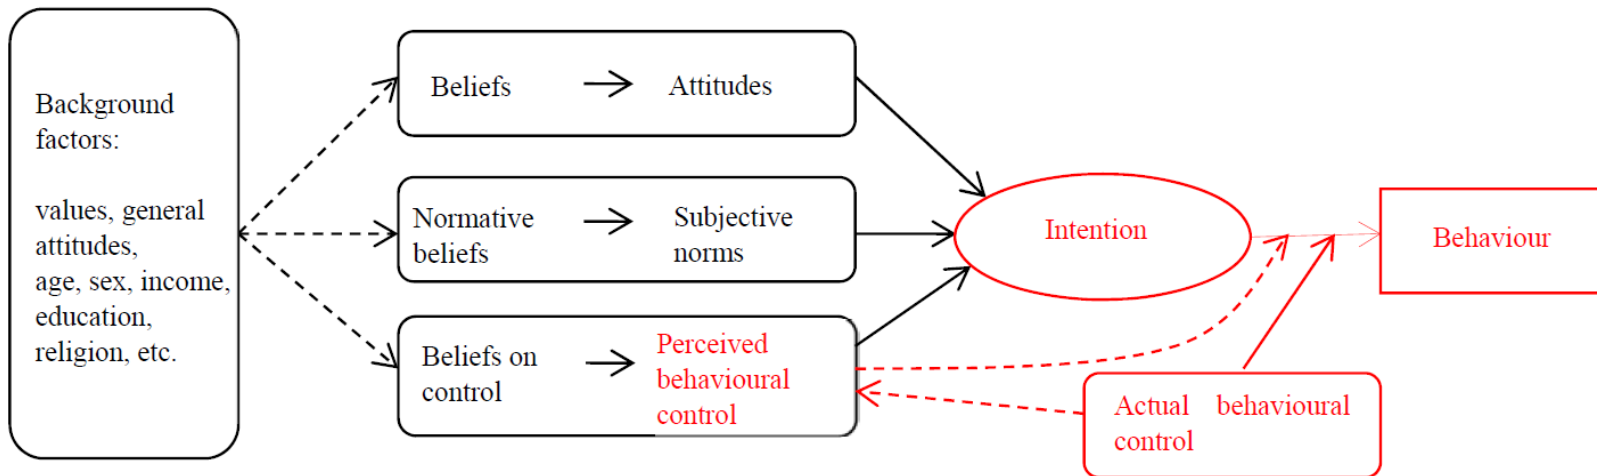 Background
factors:
values, general
attitudes,
age, sex, income,
education,
religion, etc.
Beliefs
Attitudes
Normative
beliefs
Subjective
norms
Beliefs on
control
Perceived
behavioural
control
Intention
Behaviour
Actual behavioural
control